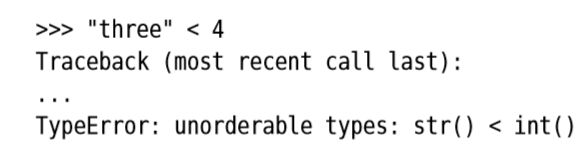 >>> "three" < 4
Traceback (most recent call last):
...
TypeError: unorderable types: str() < int()